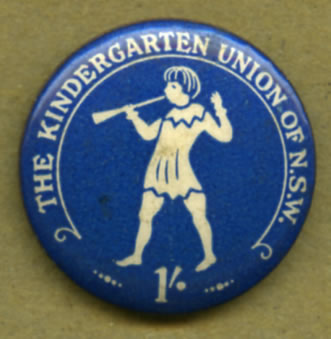 THE KINDERGARTEN UNION OF N.S.W.
1/-